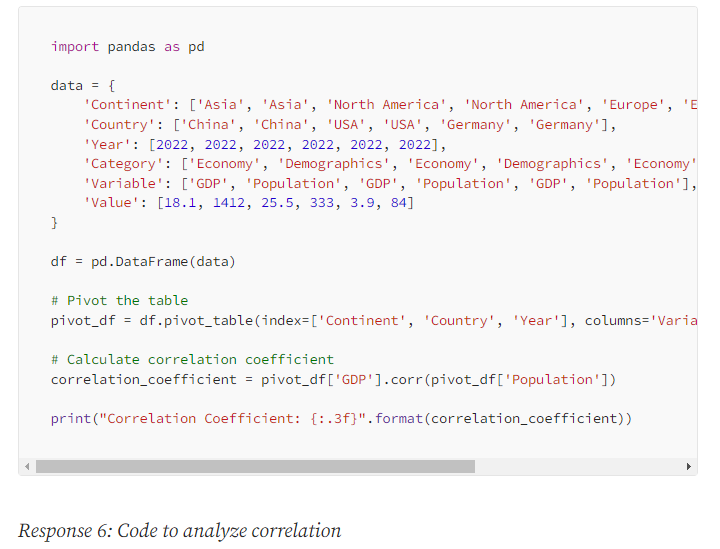 import pandas as pd
data = {
    'Continent': ['Asia', 'Asia', 'North America', 'North America', 'Europe', 'E
    'Country': ['China', 'China', 'USA', 'USA', 'Germany', 'Germany'],
    'Year': [2022, 2022, 2022, 2022, 2022, 2022],
    'Category': ['Economy', 'Demographics', 'Economy', 'Demographics', 'Economy'
    'Variable': ['GDP', 'Population', 'GDP', 'Population', 'GDP', 'Population'],
    'Value': [18.1, 1412, 25.5, 333, 3.9, 84]
}
df = pd.DataFrame(data)
# Pivot the table
pivot_df = df.pivot_table(index=['Continent', 'Country', 'Year'], columns='Varia
# Calculate correlation coefficient
correlation_coefficient = pivot_df['GDP'].corr(pivot_df['Population'])
print("Correlation Coefficient: {:.3f}".format(correlation_coefficient))
Response 6: Code to analyze correlation